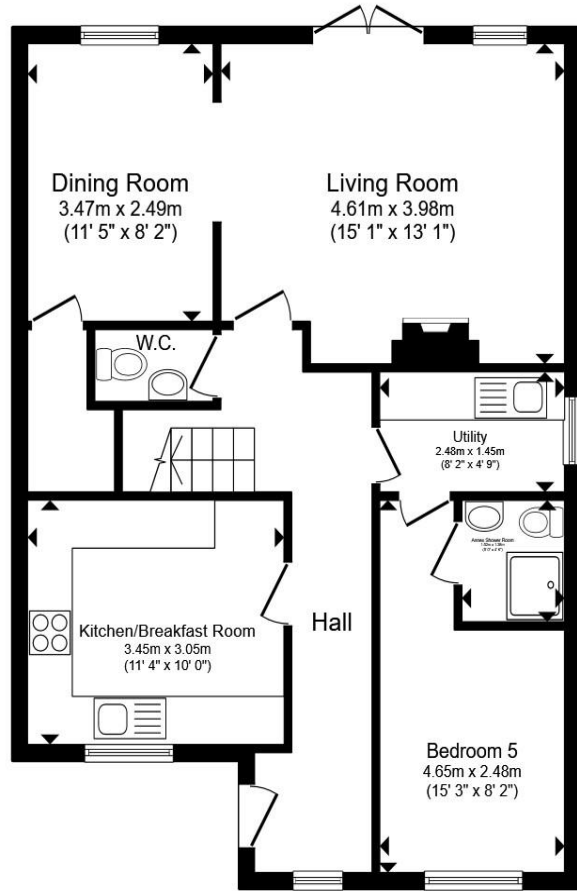 Dining Room
3.47m x 2.49m
(11' 5" x 8' 2")
Living Room
4.61m x 3.98m
(15' 1" x 13' 1")
W.C.
Utility
2.48m x 1.45m
(8' 2" x 4' 9")
Shower Room
Hall
Kitchen/Breakfast Room
3.45m x 3.05m
(11' 4" x 10' 0")
Bedroom 5
4.65m x 2.48m
(15' 3" x 8' 2")